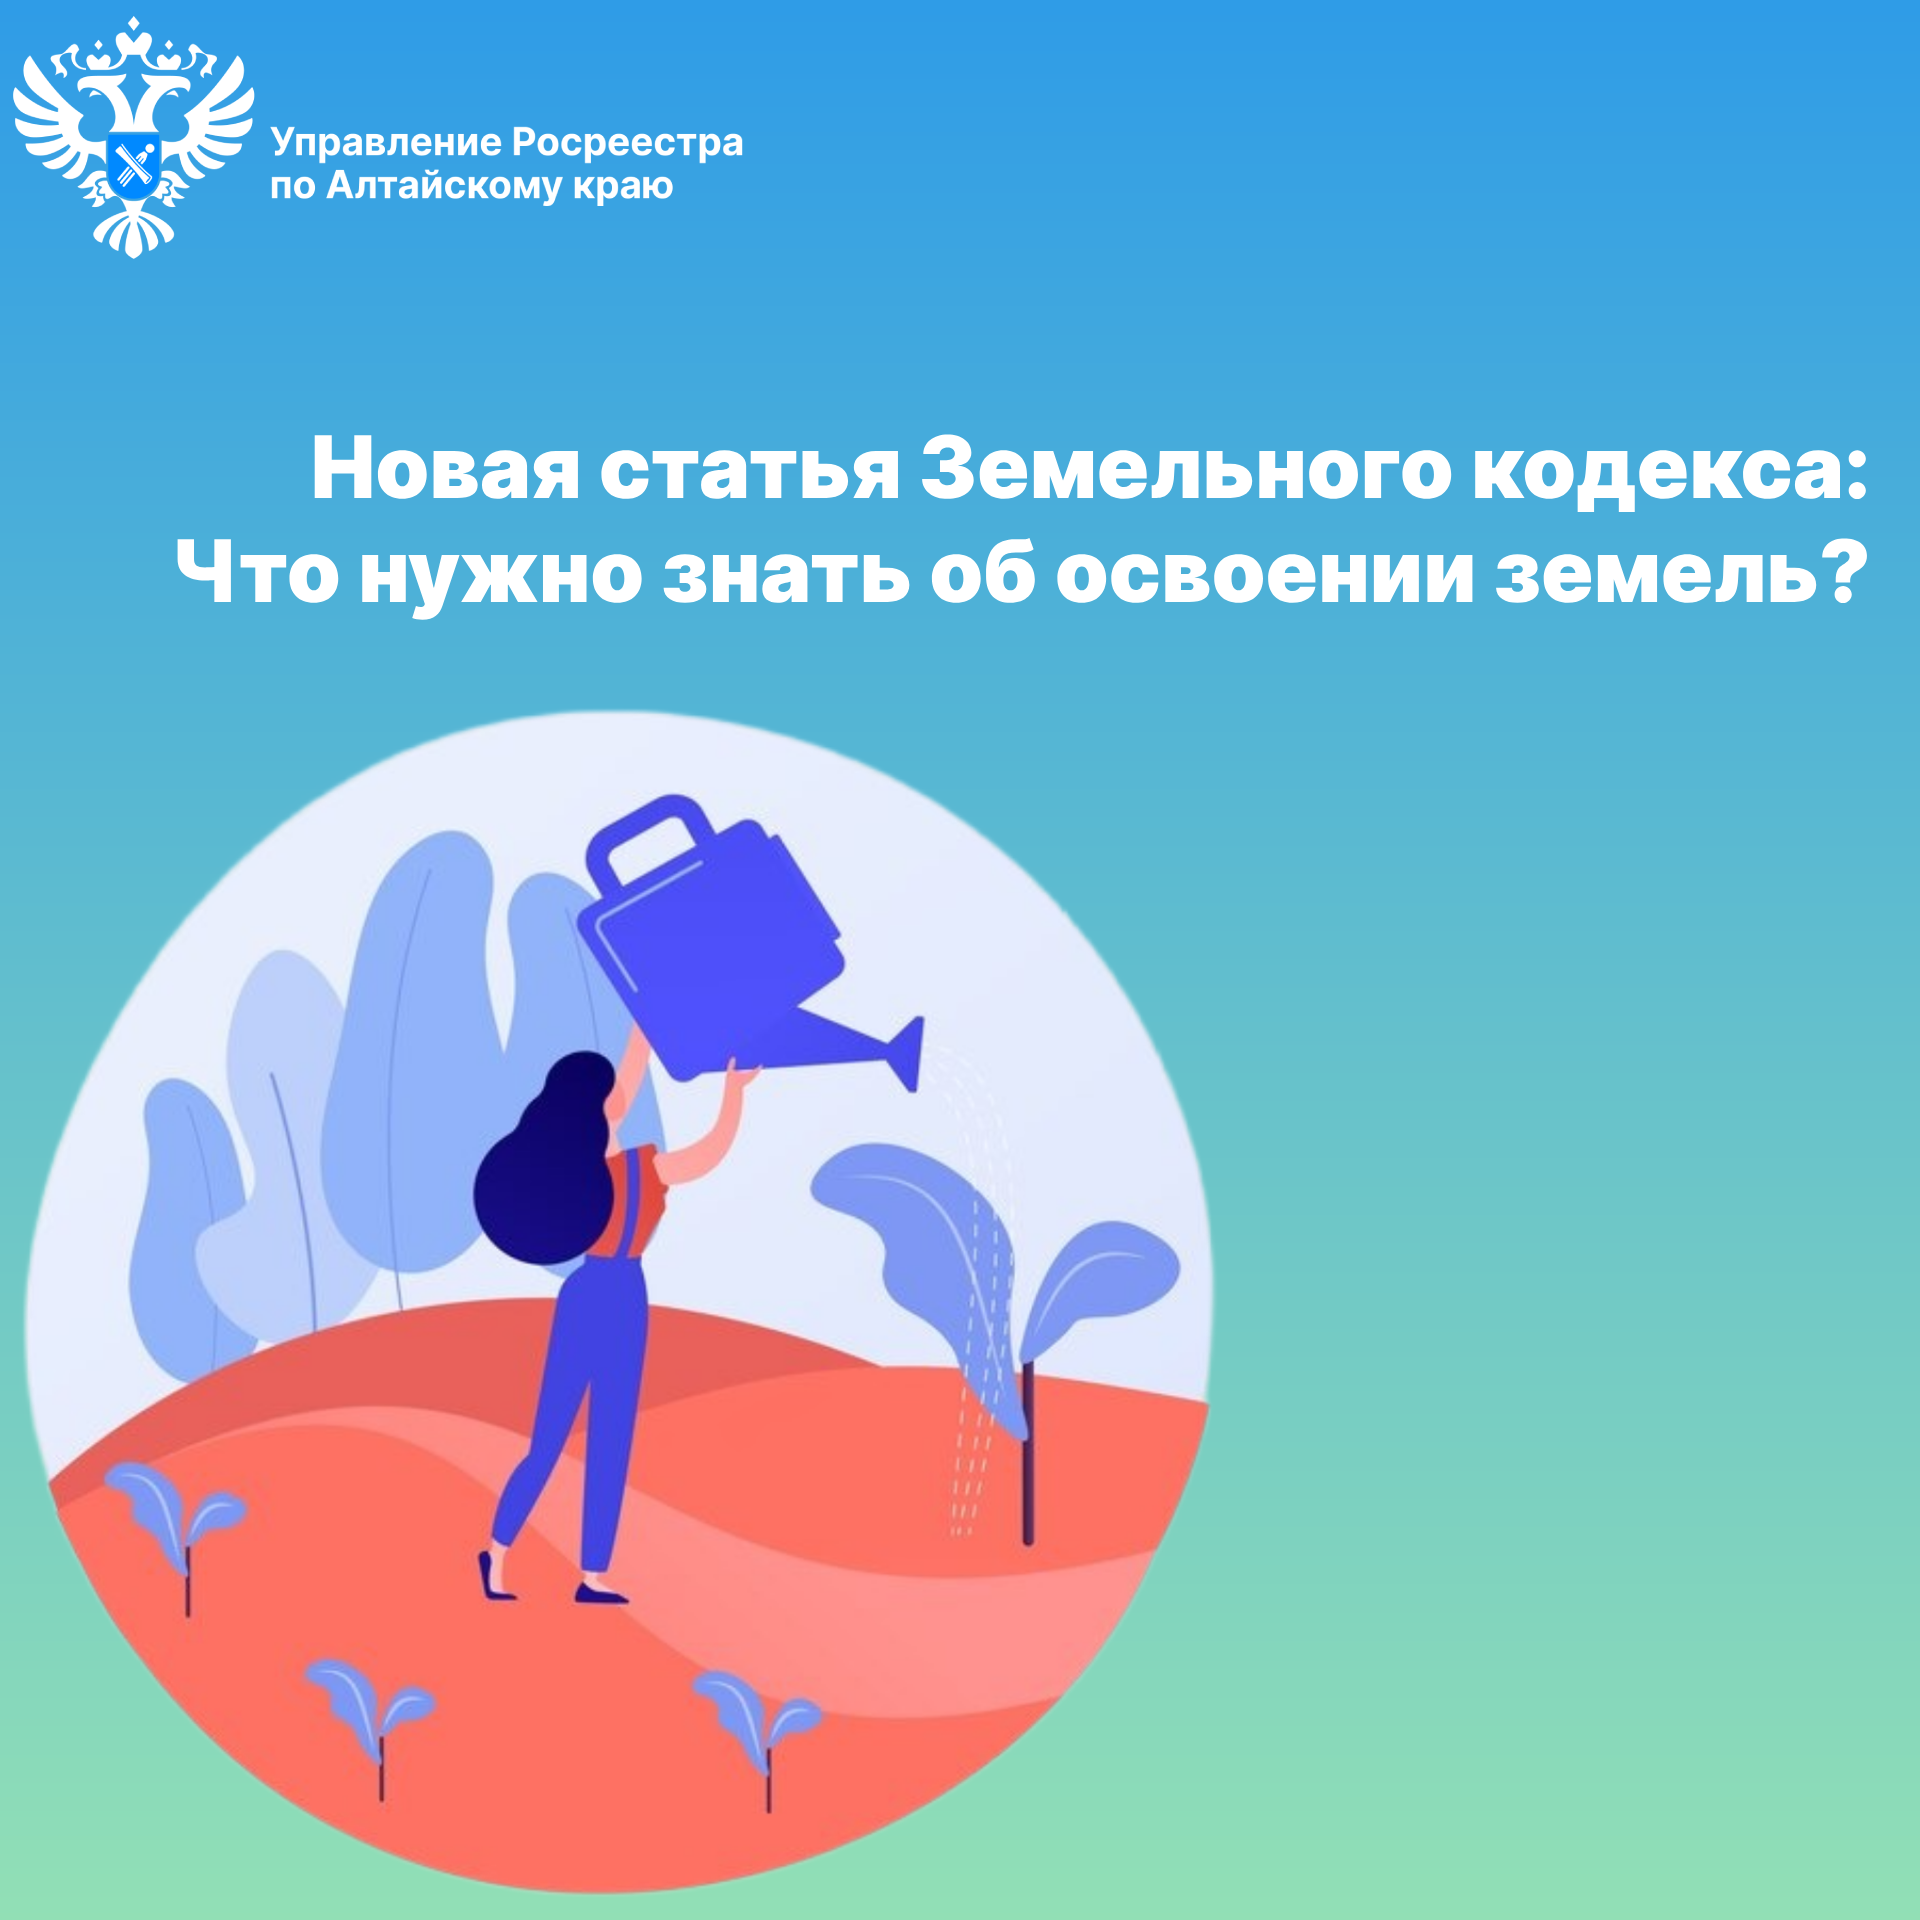 Управление Росреестра
по Алтайскому краю
Новая статья Земельного кодекса:
Что нужно знать об освоении земель?